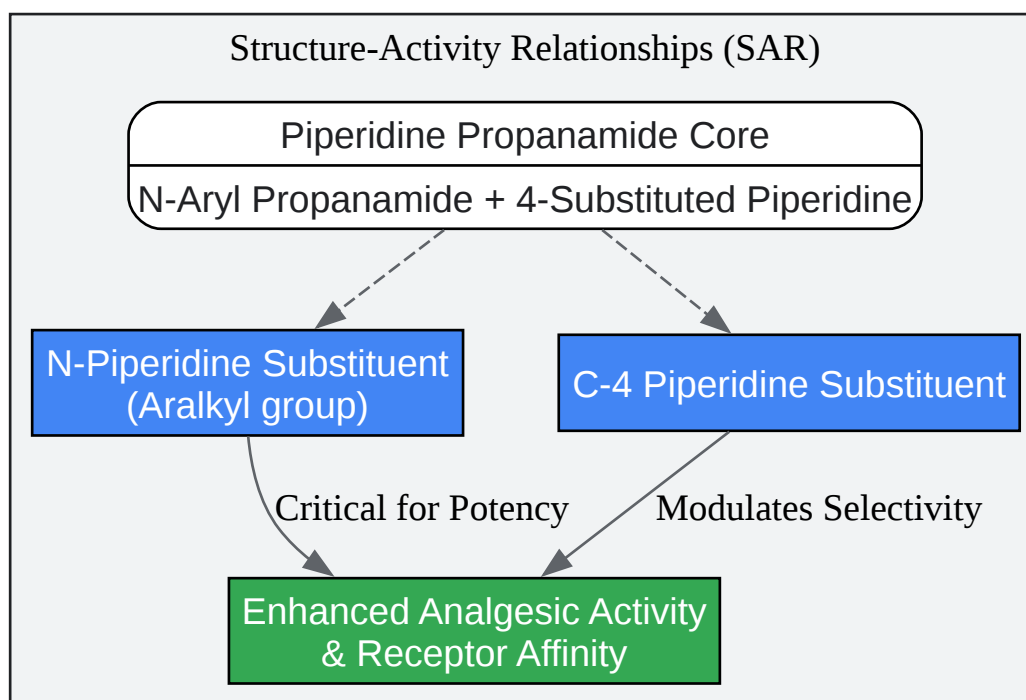 Structure-Activity Relationships (SAR)
Piperidine Propanamide Core
N-Aryl Propanamide + 4-Substituted Piperidine
N-Piperidine Substituent
(Aralkyl group)
C-4 Piperidine Substituent
Critical for Potency
Modulates Selectivity
Enhanced Analgesic Activity
& Receptor Affinity